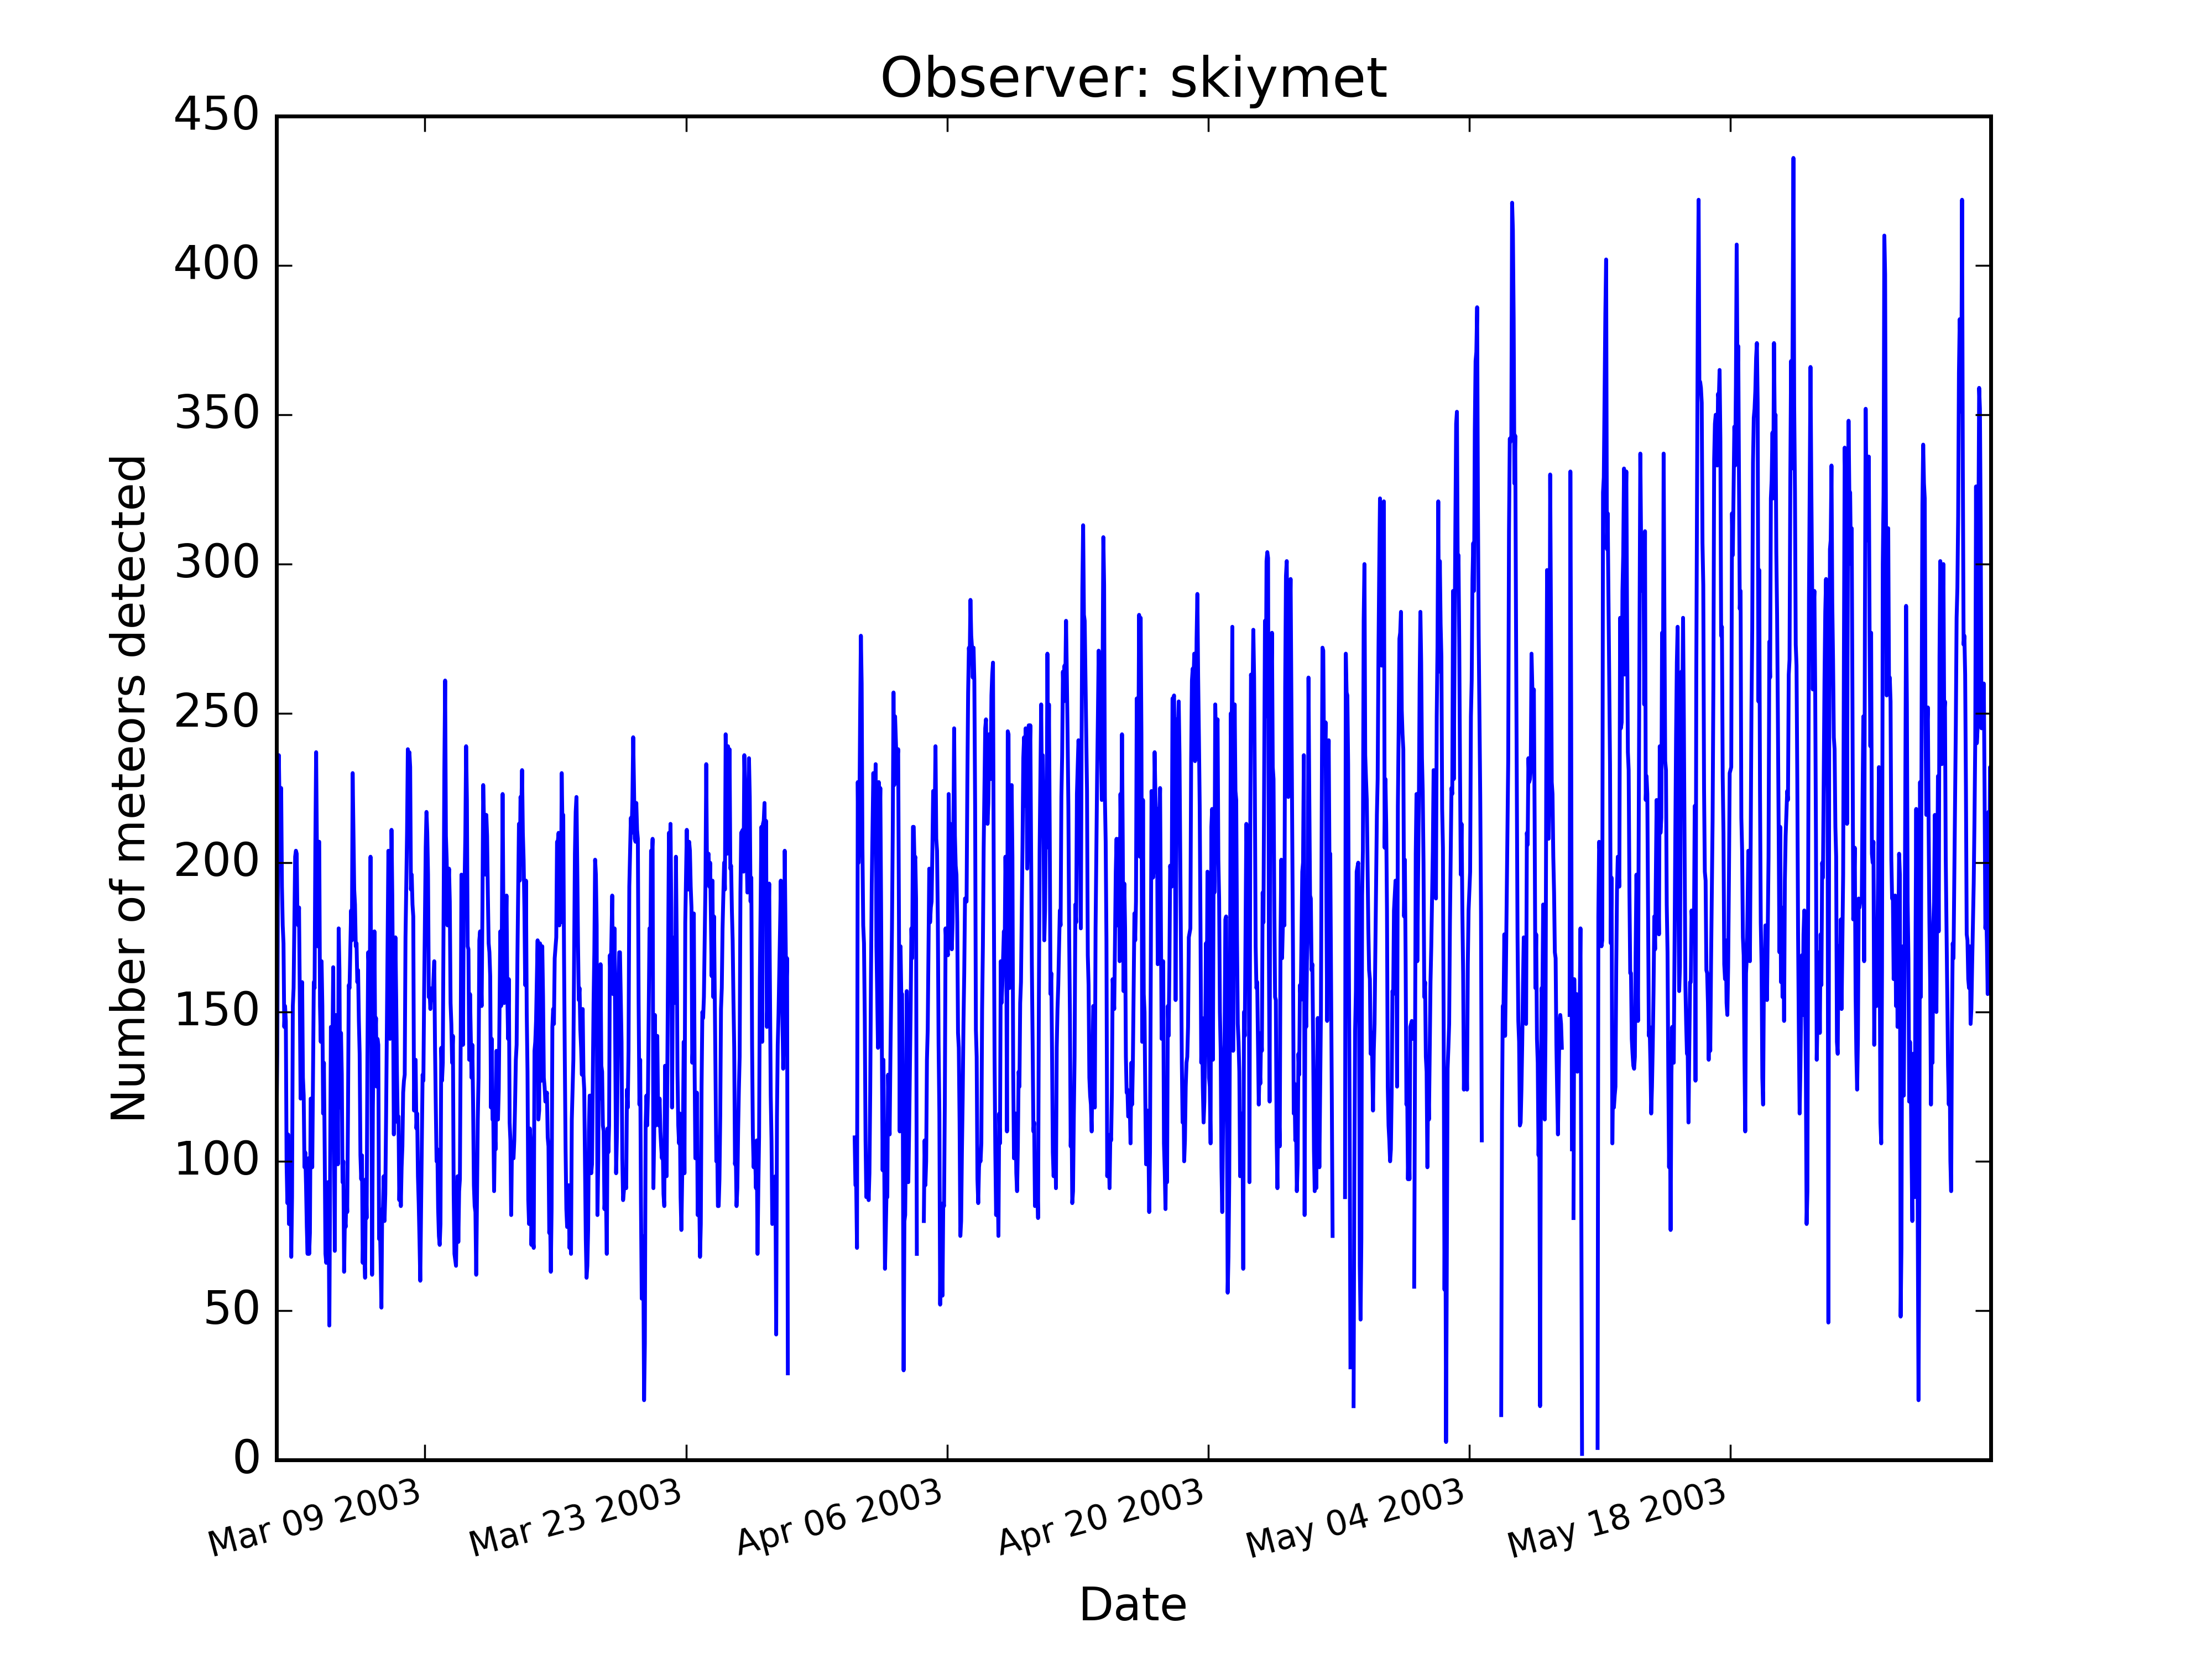 Observer: skiymet
Number of meteors detected
450
400
350
300
250
200
150
100
50
0
Mar 09 2003
Mar 23 2003
Apr 06 2003
Apr 20 2003
May 04 2003
May 18 2003
Date